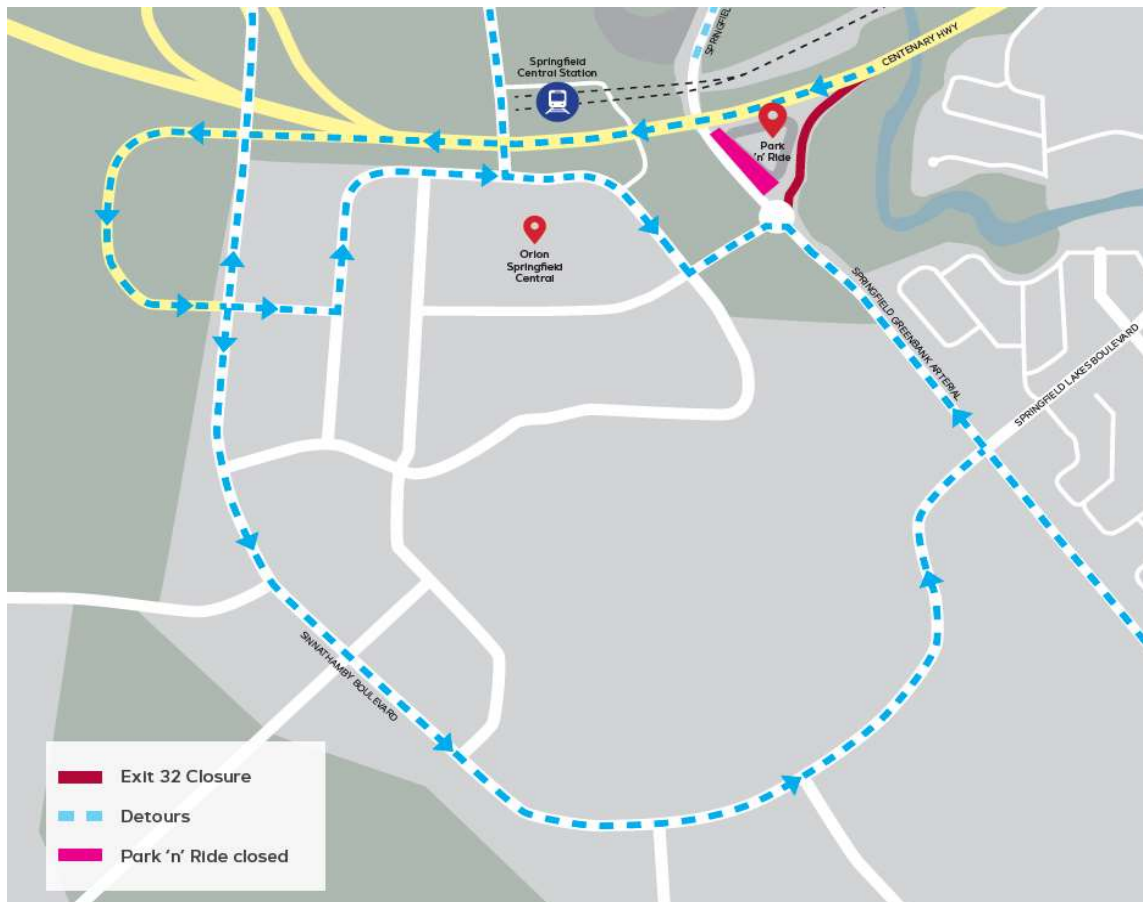 SPRINGFIELD
CENTENARY HWY
Springfield
Central Station
Park
'n' Ride
Orion
Springfield
Central
SPRINGFIELD GREENBANK ARTERIAL
SPRINGFIELD LAKES BOULEVARD
SINNATHAMBY BOULEVARD
Exit 32 Closure
Detours
Park 'n' Ride closed